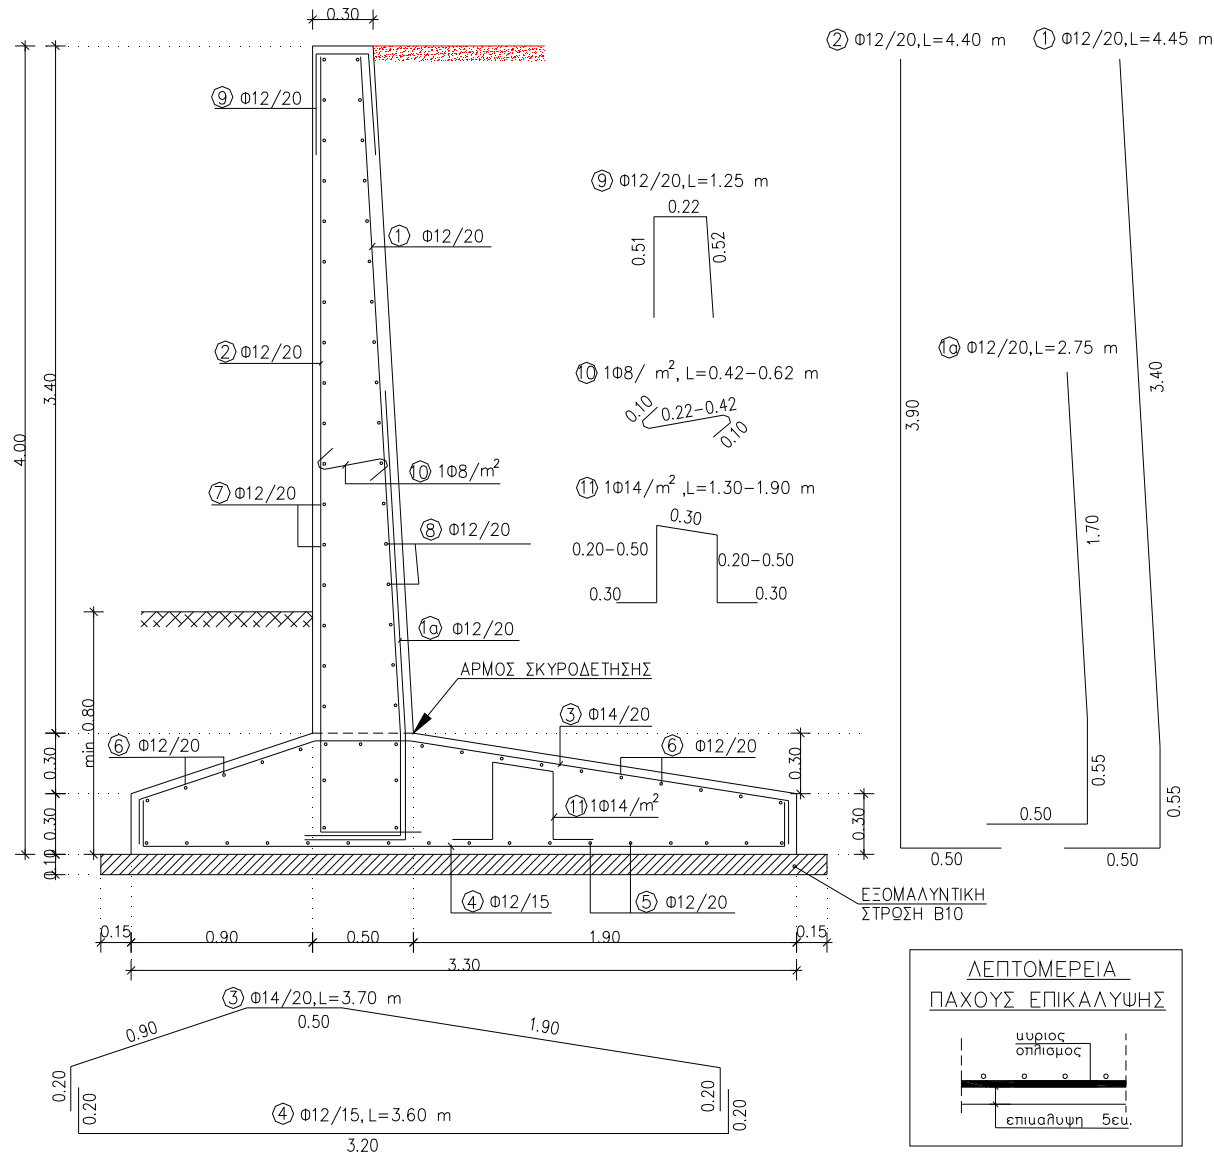 0.30
② Φ12/20,L=4.40 m
① Φ12/20,L=4.45 m
⑨ Φ12/20
⑨ Φ12/20,L=1.25 m
0.22
0.51
0.52
① Φ12/20
② Φ12/20
1a Φ12/20,L=2.75 m
⑩ 1Φ8/ m², L=0.42-0.62 m
0.10
0.22-0.42
0.10
3.40
3.40
3.90
4.00
⑩ 1Φ8/m²
⑪ 1Φ14/m² ,L=1.30-1.90 m
0.30
⑦ Φ12/20
⑧ Φ12/20
0.20-0.50
0.20-0.50
0.30
0.30
1.70
1a Φ12/20
ΑΡΜΟΣ ΣΚΥΡΟΔΕΤΗΣΗΣ
min 0.80
③ Φ14/20
⑥ Φ12/20
⑥ Φ12/20
0.30
0.30
0.55
0.55
⑪ 1Φ14/m²
0.30
0.30
0.50
0.10
0.50
0.50
④ Φ12/15
⑤ Φ12/20
ΕΞΟΜΑΛΥΝΤΙΚΗ
ΣΤΡΩΣΗ Β10
0.15
0.90
0.50
1.90
0.15
3.30
③ Φ14/20,L=3.70 m
0.90
0.50
1.90
0.20
0.20
④ Φ12/15,L=3.60 m
0.20
0.20
3.20
ΛΕΠΤΟΜΕΡΕΙΑ
ΠΑΧΟΥΣ ΕΠΙΚΑΛΥΨΗΣ
κυριος
οπλισμος
επικαλυψη 5εκ.